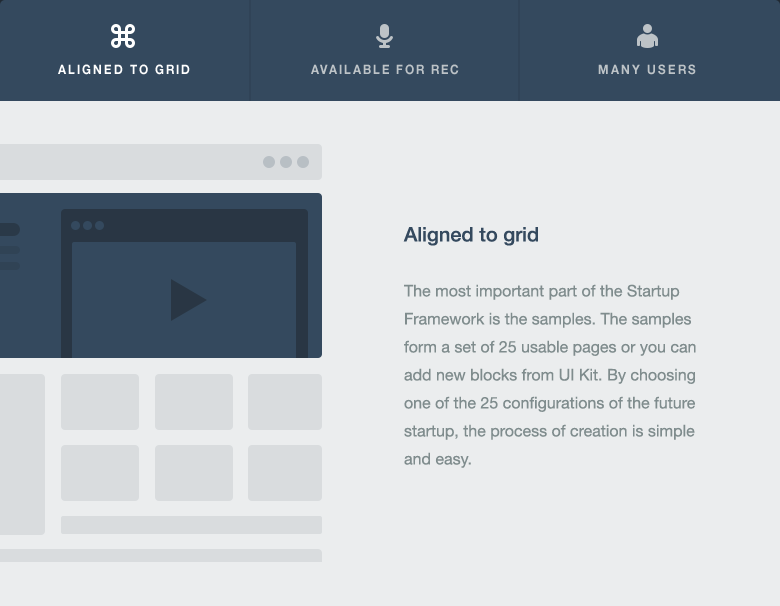 ALIGNED TO GRID
AVAILABLE FOR REC
MANY USERS
Aligned to grid
The most important part of the Startup
Framework is the samples. The samples
form a set of 25 usable pages or you can
add new blocks from UI Kit. By choosing
one of the 25 configurations of the future
startup, the process of creation is simple
and easy.